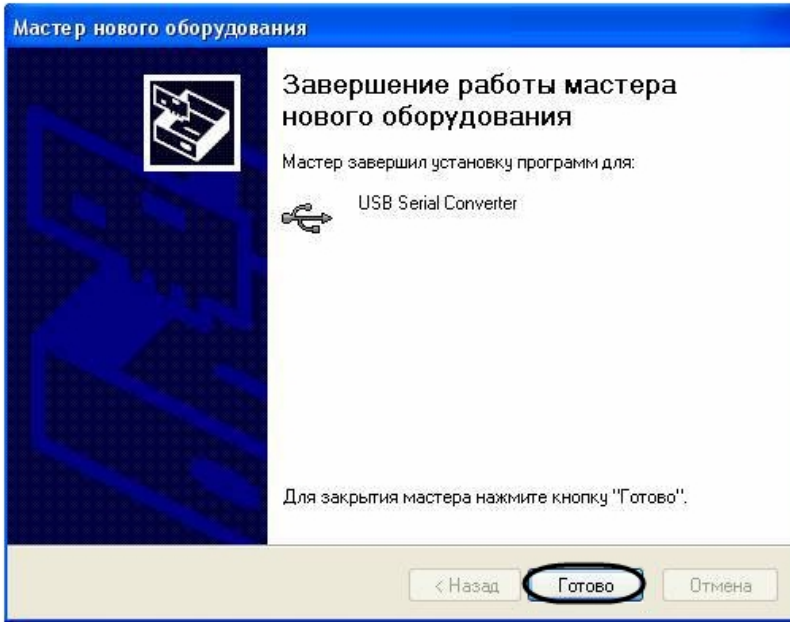 Мастер нового оборудования
Завершение работы мастера
нового оборудования
Мастер завершил установку программ для:
USB Serial Converter
Для закрытия мастера нажмите кнопку "Готово".
< Назад Готово Отмена